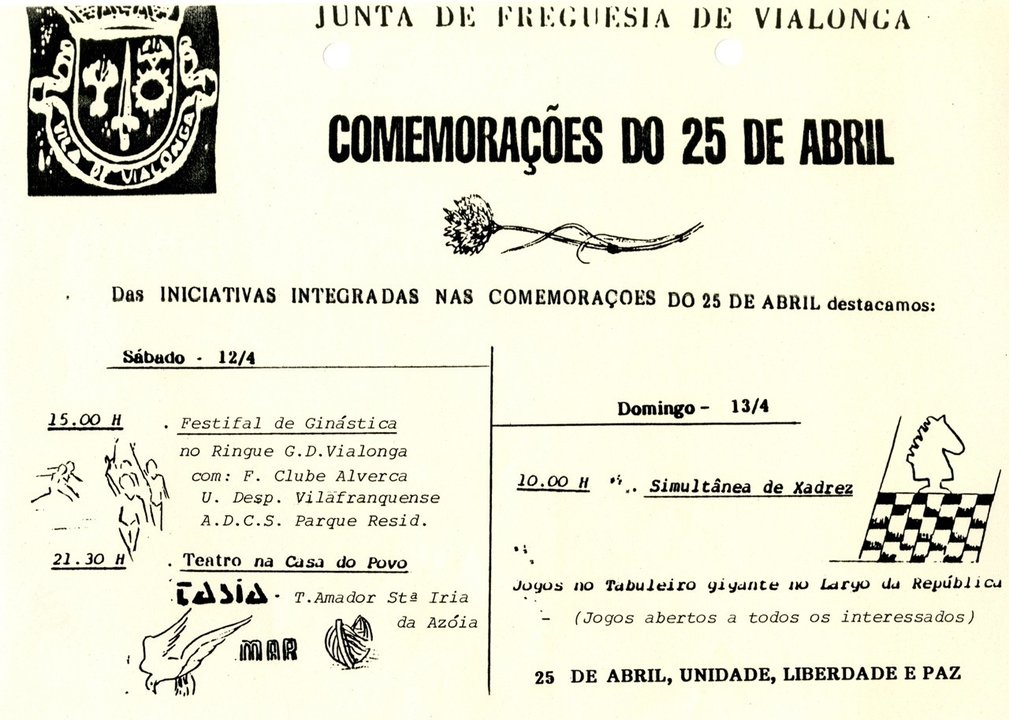 JUNTA DE FREGUESIA DE VIALONGA
VILA DE VIALONGA
COMEMORAÇÕES DO 25 DE ABRIL
Das INICIATIVAS INTEGRADAS NAS COMEMORAÇOES DO 25 DE ABRIL destacamos:
Sábado - 12/4
15.00 H . Festifal de Ginástica
no Ringue G.D.Vialonga
com: F. Clube Alverca
U. Desp. Vilafranquense
A.D.C.S. Parque Resid.
21.30 H . Teatro na Casa do Povo
TASIA - T.Amador Stª Iria
da Azóia
MAR
Domingo - 13/4
10.00 H Simultânea de Xadrez
Jogos no Tabuleiro gigante no Largo da República
- (Jogos abertos a todos os interessados)
25 DE ABRIL, UNIDADE, LIBERDADE E PAZ